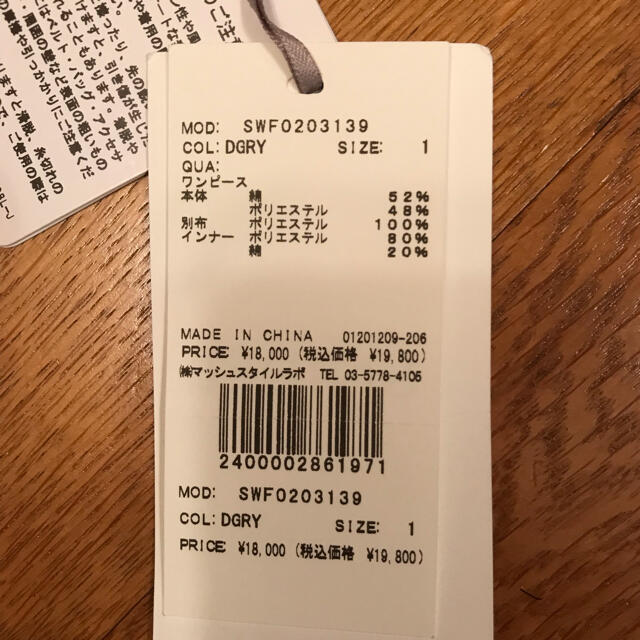 MOD: SWF0203139
COL: DGRY SIZE: 1
QUA:
ワンピース
本体 綿 52%
ポリエステル 48%
別布 ポリエステル 100%
インナー ポリエステル 80%
綿 20%
MADE IN CHINA 01201209-206
PRICE ¥18,000 (税込価格 ¥19,800)
㈱マッシュスタイルラボ TEL 03-5778-4105
2400002861971
MOD: SWF0203139
COL: DGRY SIZE: 1
PRICE ¥18,000 (税込価格 ¥19,800)